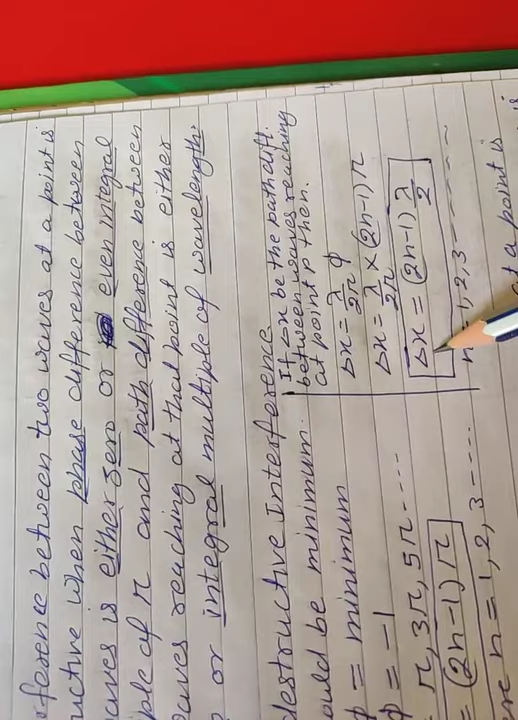 ference between two waves at a point is
uctive when phase difference between
waves is either zero or even integral
ple of π and path difference between
waves reaching at that point is either
or integral multiple of wavelength.
destructive Interference
ould be minimum.
ϕ = minimum
ϕ = -1
π, 3π, 5π ....
= (2n-1)π
ere n = 1, 2, 3 ----
If Δx be the path diff.
between waves reaching
at point P then.
Δx = λ/2π ϕ
Δx = λ/2π × (2n-1)π
Δx = (2n-1) λ/2
1, 2, 3 -------
at a point is